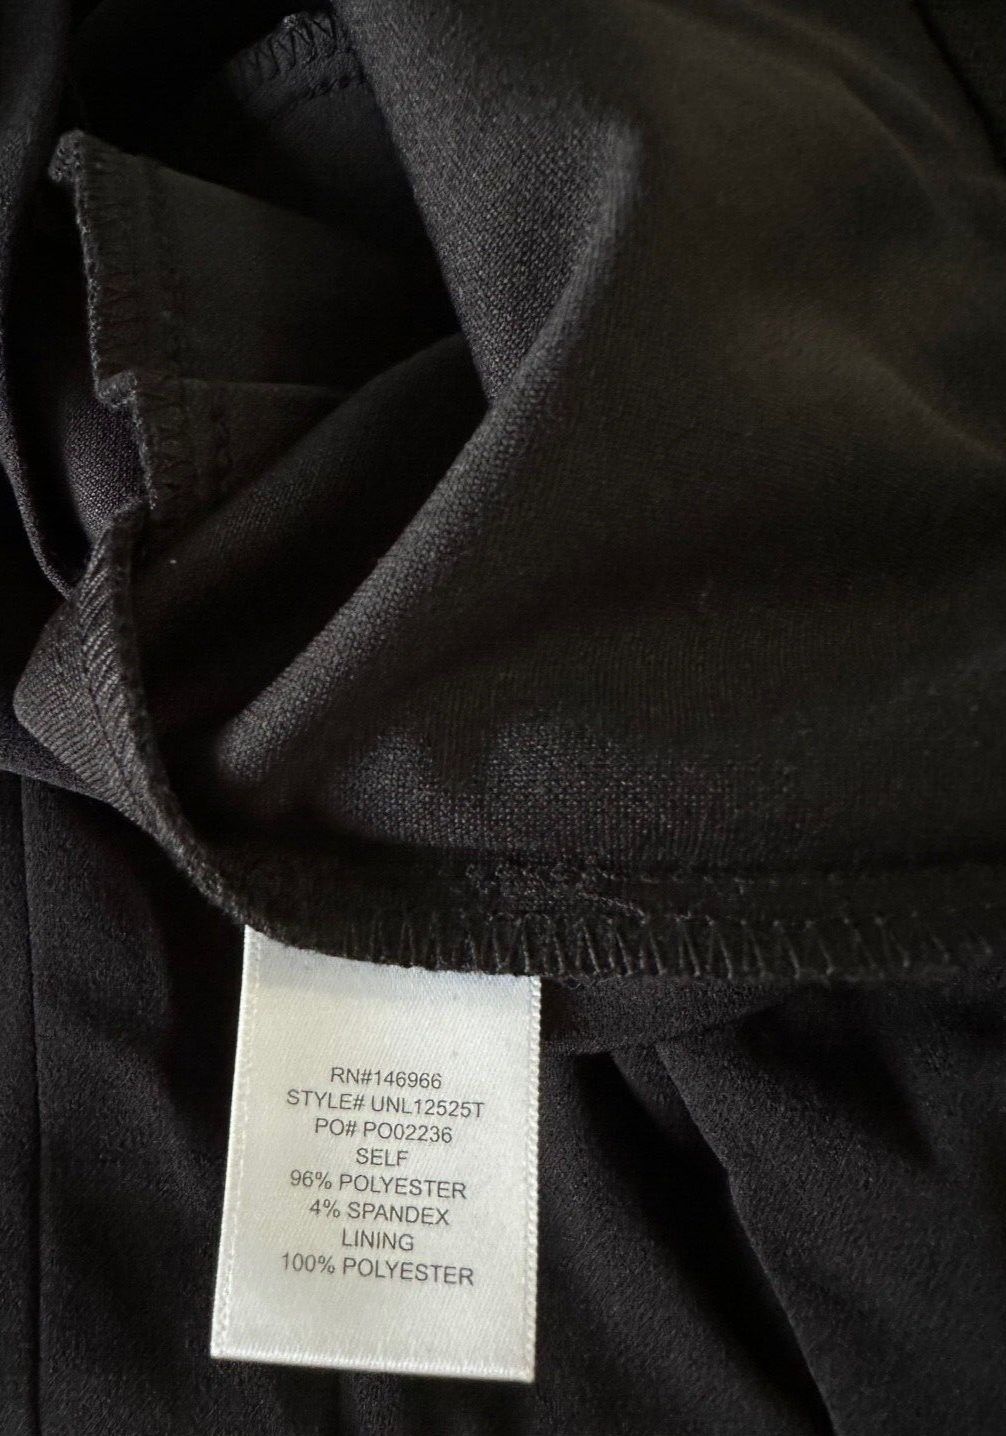 RN#146966
STYLE# UNL12525T
PO# PO02236
SELF
96% POLYESTER
4% SPANDEX
LINING
100% POLYESTER